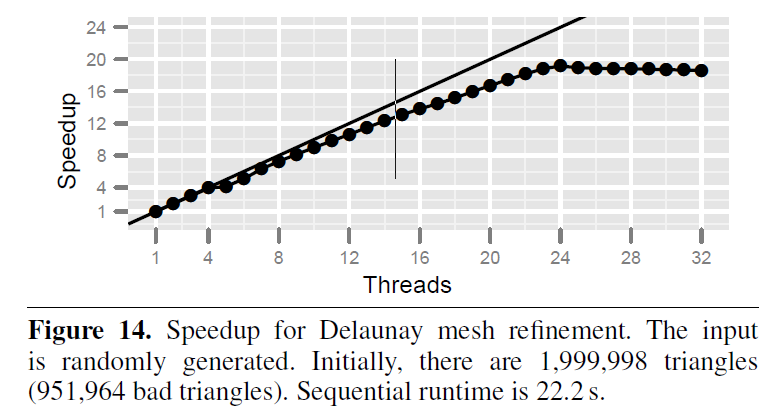 24
20
16
12
8
4
1
Speedup
1 4 8 12 16 20 24 28 32
Threads
Figure 14. Speedup for Delaunay mesh refinement. The input
is randomly generated. Initially, there are 1,999,998 triangles
(951,964 bad triangles). Sequential runtime is 22.2 s.